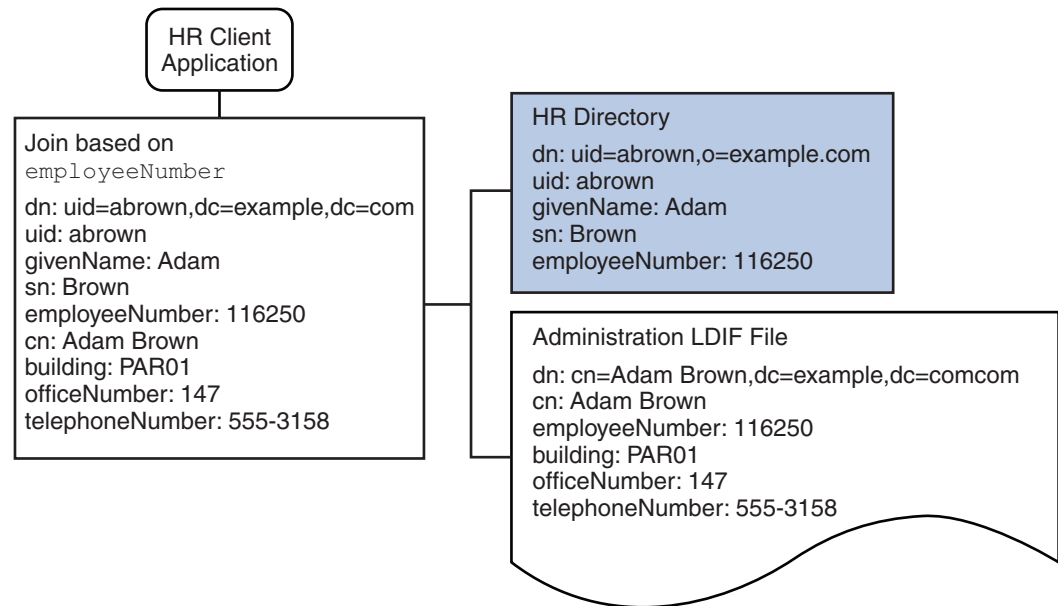 HR Client
Application
Join based on
employeeNumber
dn: uid=abrown,dc=example,dc=com
uid: abrown
givenName: Adam
sn: Brown
employeeNumber: 116250
cn: Adam Brown
building: PAR01
officeNumber: 147
telephoneNumber: 555-3158
HR Directory
dn: uid=abrown,o=example.com
uid: abrown
givenName: Adam
sn: Brown
employeeNumber: 116250
Administration LDIF File
dn: cn=Adam Brown,dc=example,dc=comcom
cn: Adam Brown
employeeNumber: 116250
building: PAR01
officeNumber: 147
telephoneNumber: 555-3158